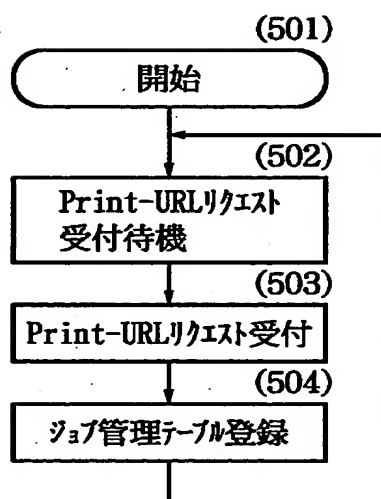 (501)
開始
(502)
Print-URLﾘｸｴｽﾄ
受付待機
(503)
Print-URLﾘｸｴｽﾄ受付
(504)
ｼﾞｮﾌﾞ管理ﾃｰﾌﾞﾙ登録